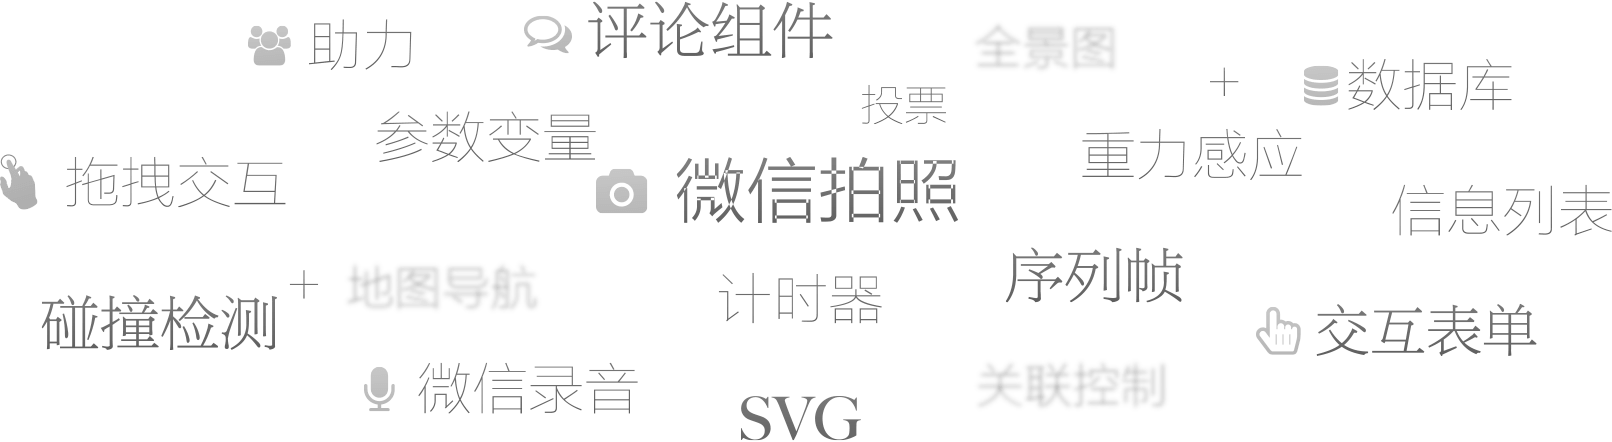 助力
评论组件
全景图
数据库
投票
参数变量
重力感应
拖拽交互
微信拍照
信息列表
序列帧
地图导航
计时器
碰撞检测
交互表单
微信录音
关联控制
SVG